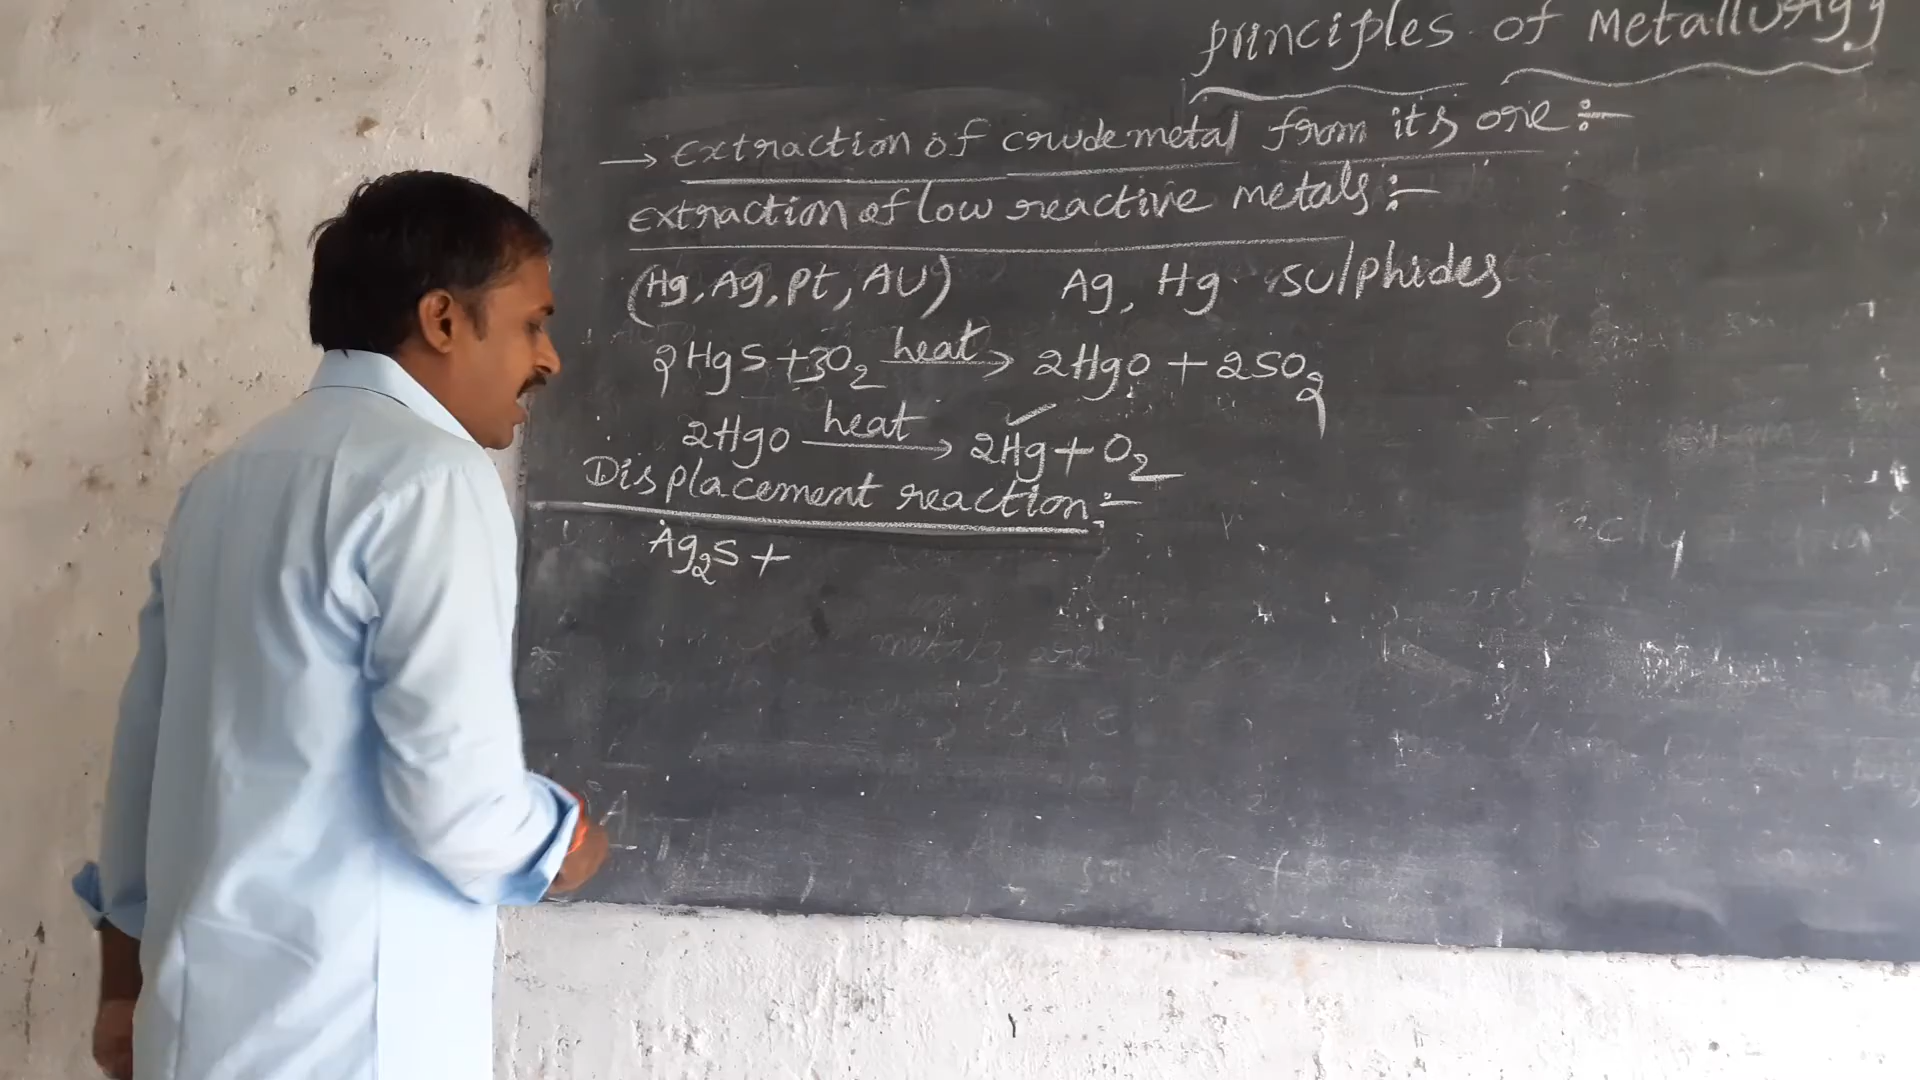 principles of Metallurgy
→ Extraction of crude metal from its ore :-
Extraction of low reactive metals :-
(Hg, Ag, Pt, AU) Ag, Hg sulphides
2HgS + 3O₂ heat → 2HgO + 2SO₂
2HgO heat → 2Hg + O₂
Displacement reaction :-
Ag₂S +